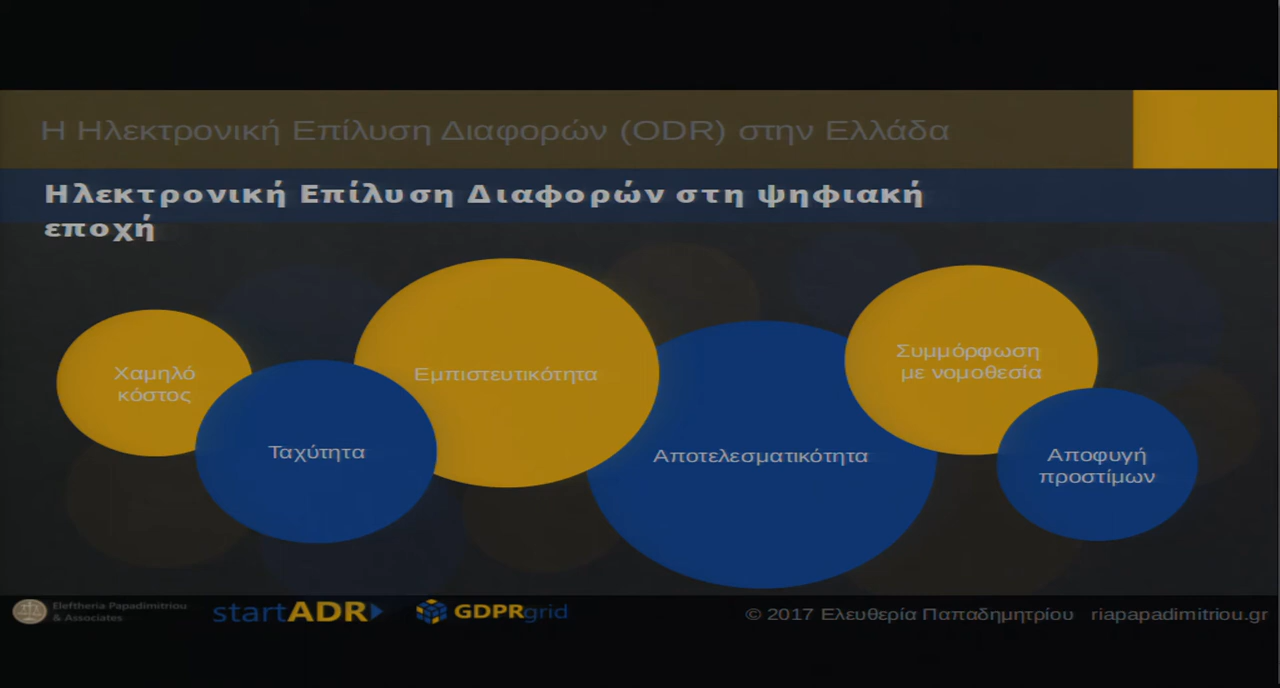 Η Ηλεκτρονική Επίλυση Διαφορών (ODR) στην Ελλάδα
Ηλεκτρονική Επίλυση Διαφορών στη ψηφιακή
εποχή
Χαμηλό
κόστος
Ταχύτητα
Εμπιστευτικότητα
Αποτελεσματικότητα
Συμμόρφωση
με νομοθεσία
Αποφυγή
προστίμων
Eleftheria Papadimitriou
& Associates
startADR
GDPRgrid
© 2017 Ελευθερία Παπαδημητρίου riapapadimitriou.gr